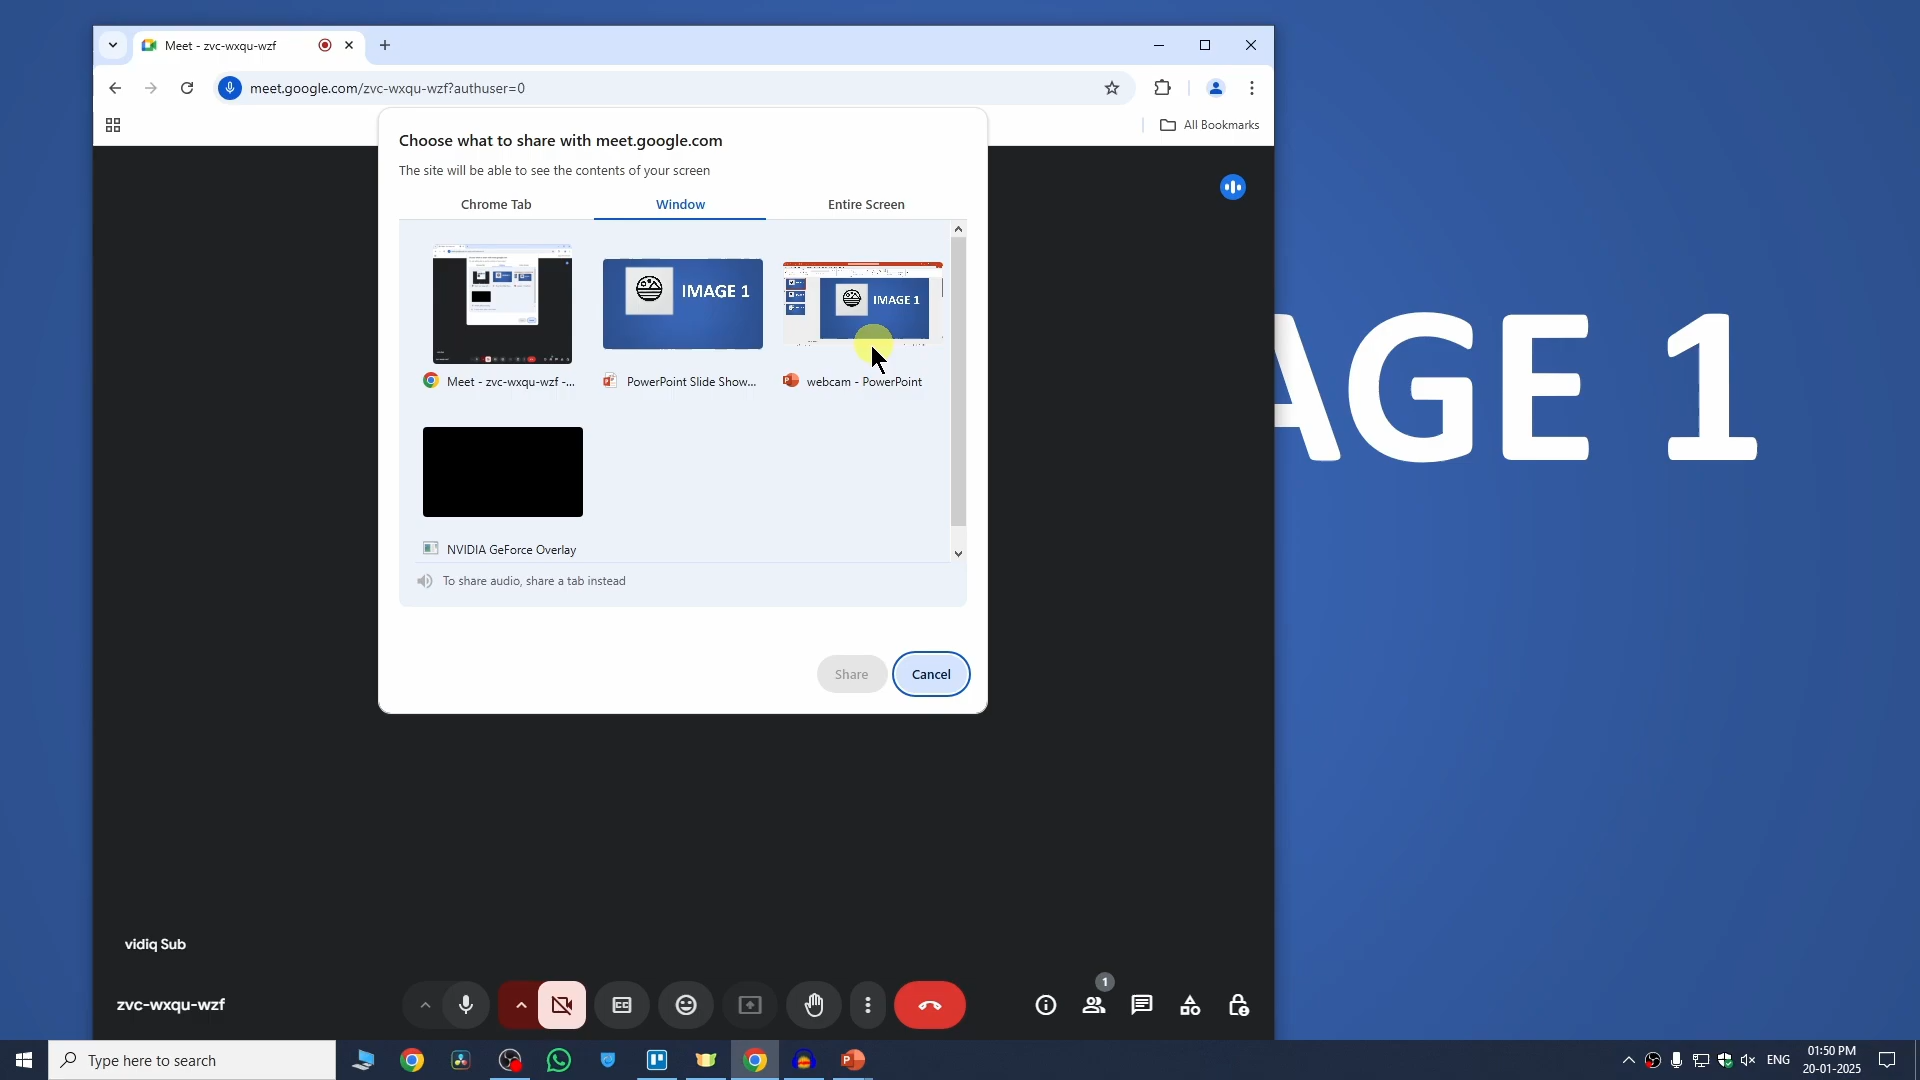 Meet - zvc-wxqu-wzf
meet.google.com/zvc-wxqu-wzf?authuser=0
All Bookmarks
Choose what to share with meet.google.com
The site will be able to see the contents of your screen
Chrome Tab
Window
Entire Screen
IMAGE 1
IMAGE 1
Meet - zvc-wxqu-wzf -...
PowerPoint Slide Show...
webcam - PowerPoint
AGE 1
NVIDIA GeForce Overlay
To share audio, share a tab instead
Share
Cancel
vidiq Sub
zvc-wxqu-wzf
1
Type here to search
ENG
01:50 PM
20-01-2025